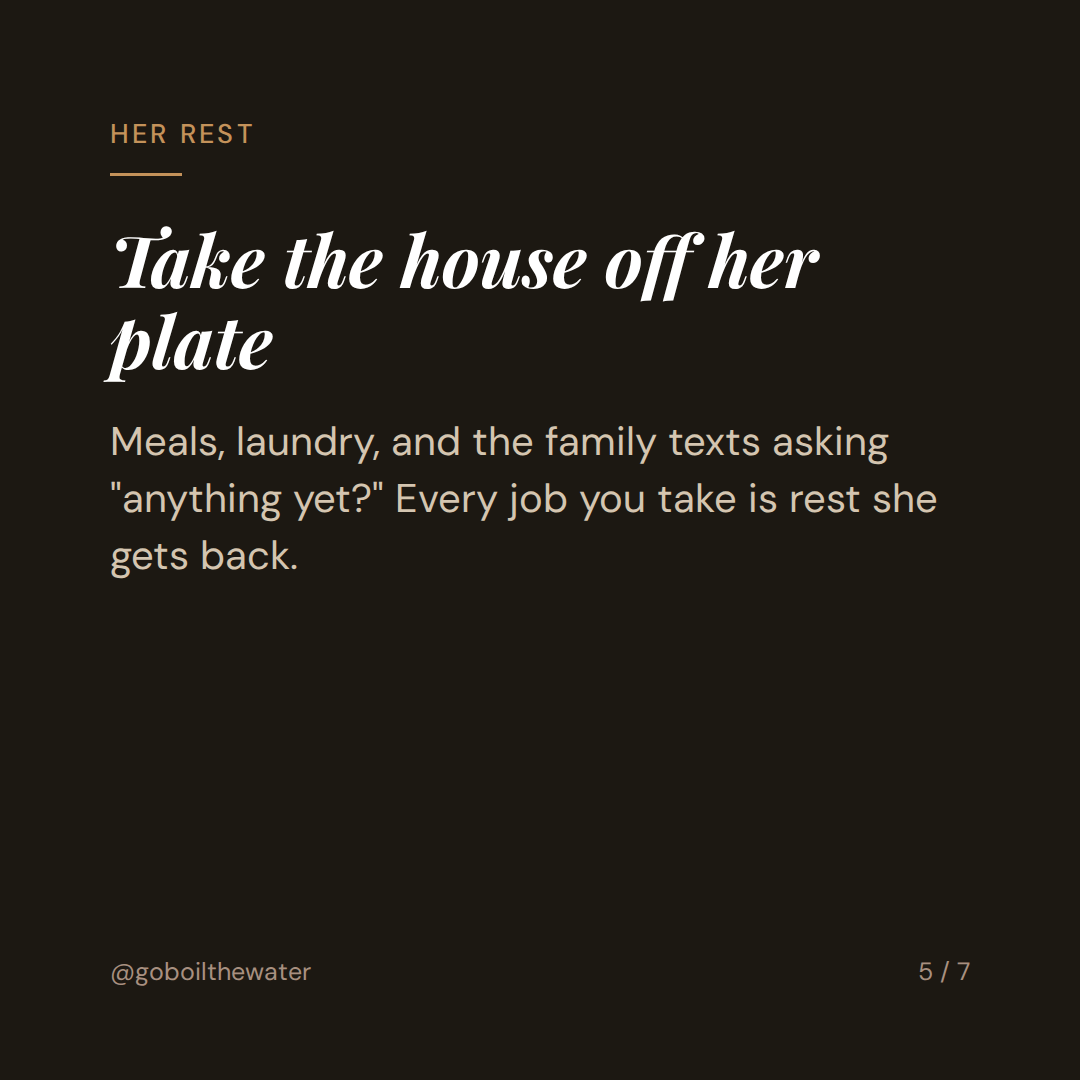 HER REST
Take the house off her
plate
Meals, laundry, and the family texts asking
"anything yet?" Every job you take is rest she
gets back.
@goboilthewater
5 / 7